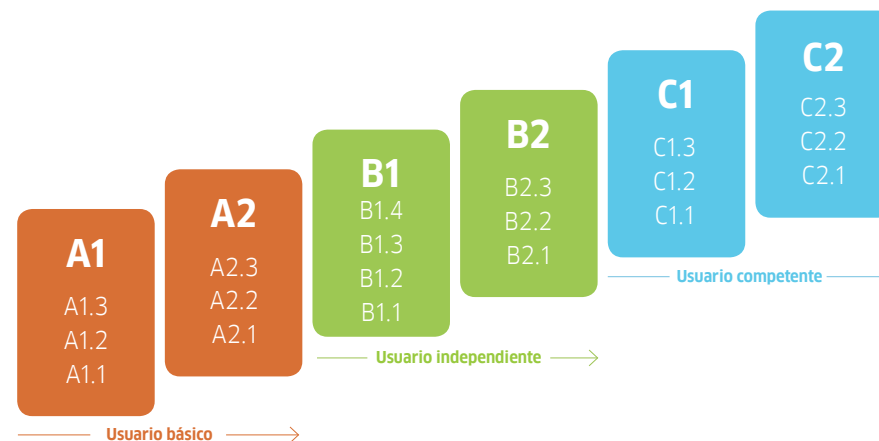 A1
A1.3
A1.2
A1.1
A2
A2.3
A2.2
A2.1
Usuario básico
B1
B1.4
B1.3
B1.2
B1.1
B2
B2.3
B2.2
B2.1
Usuario independiente
C1
C1.3
C1.2
C1.1
C2
C2.3
C2.2
C2.1
Usuario competente